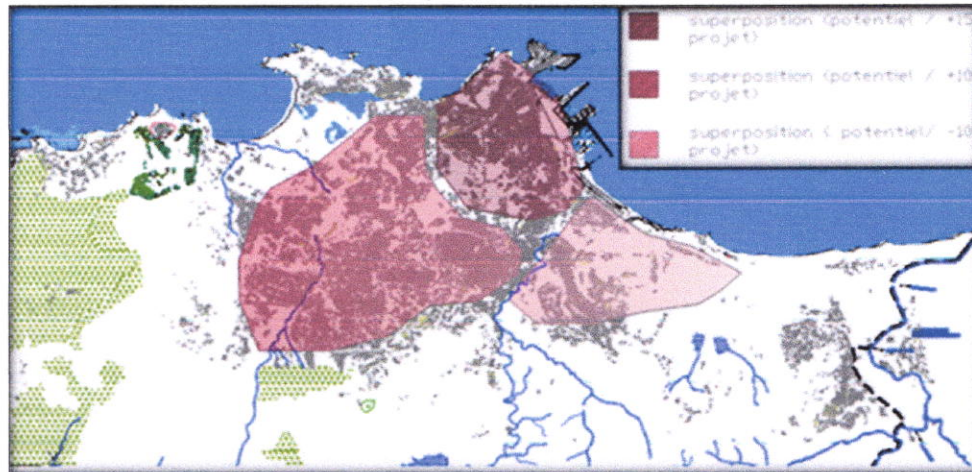 superposition (potentiel / +15
projet)
superposition (potentiel / +10
projet)
superposition ( potentiel/ -10
projet)